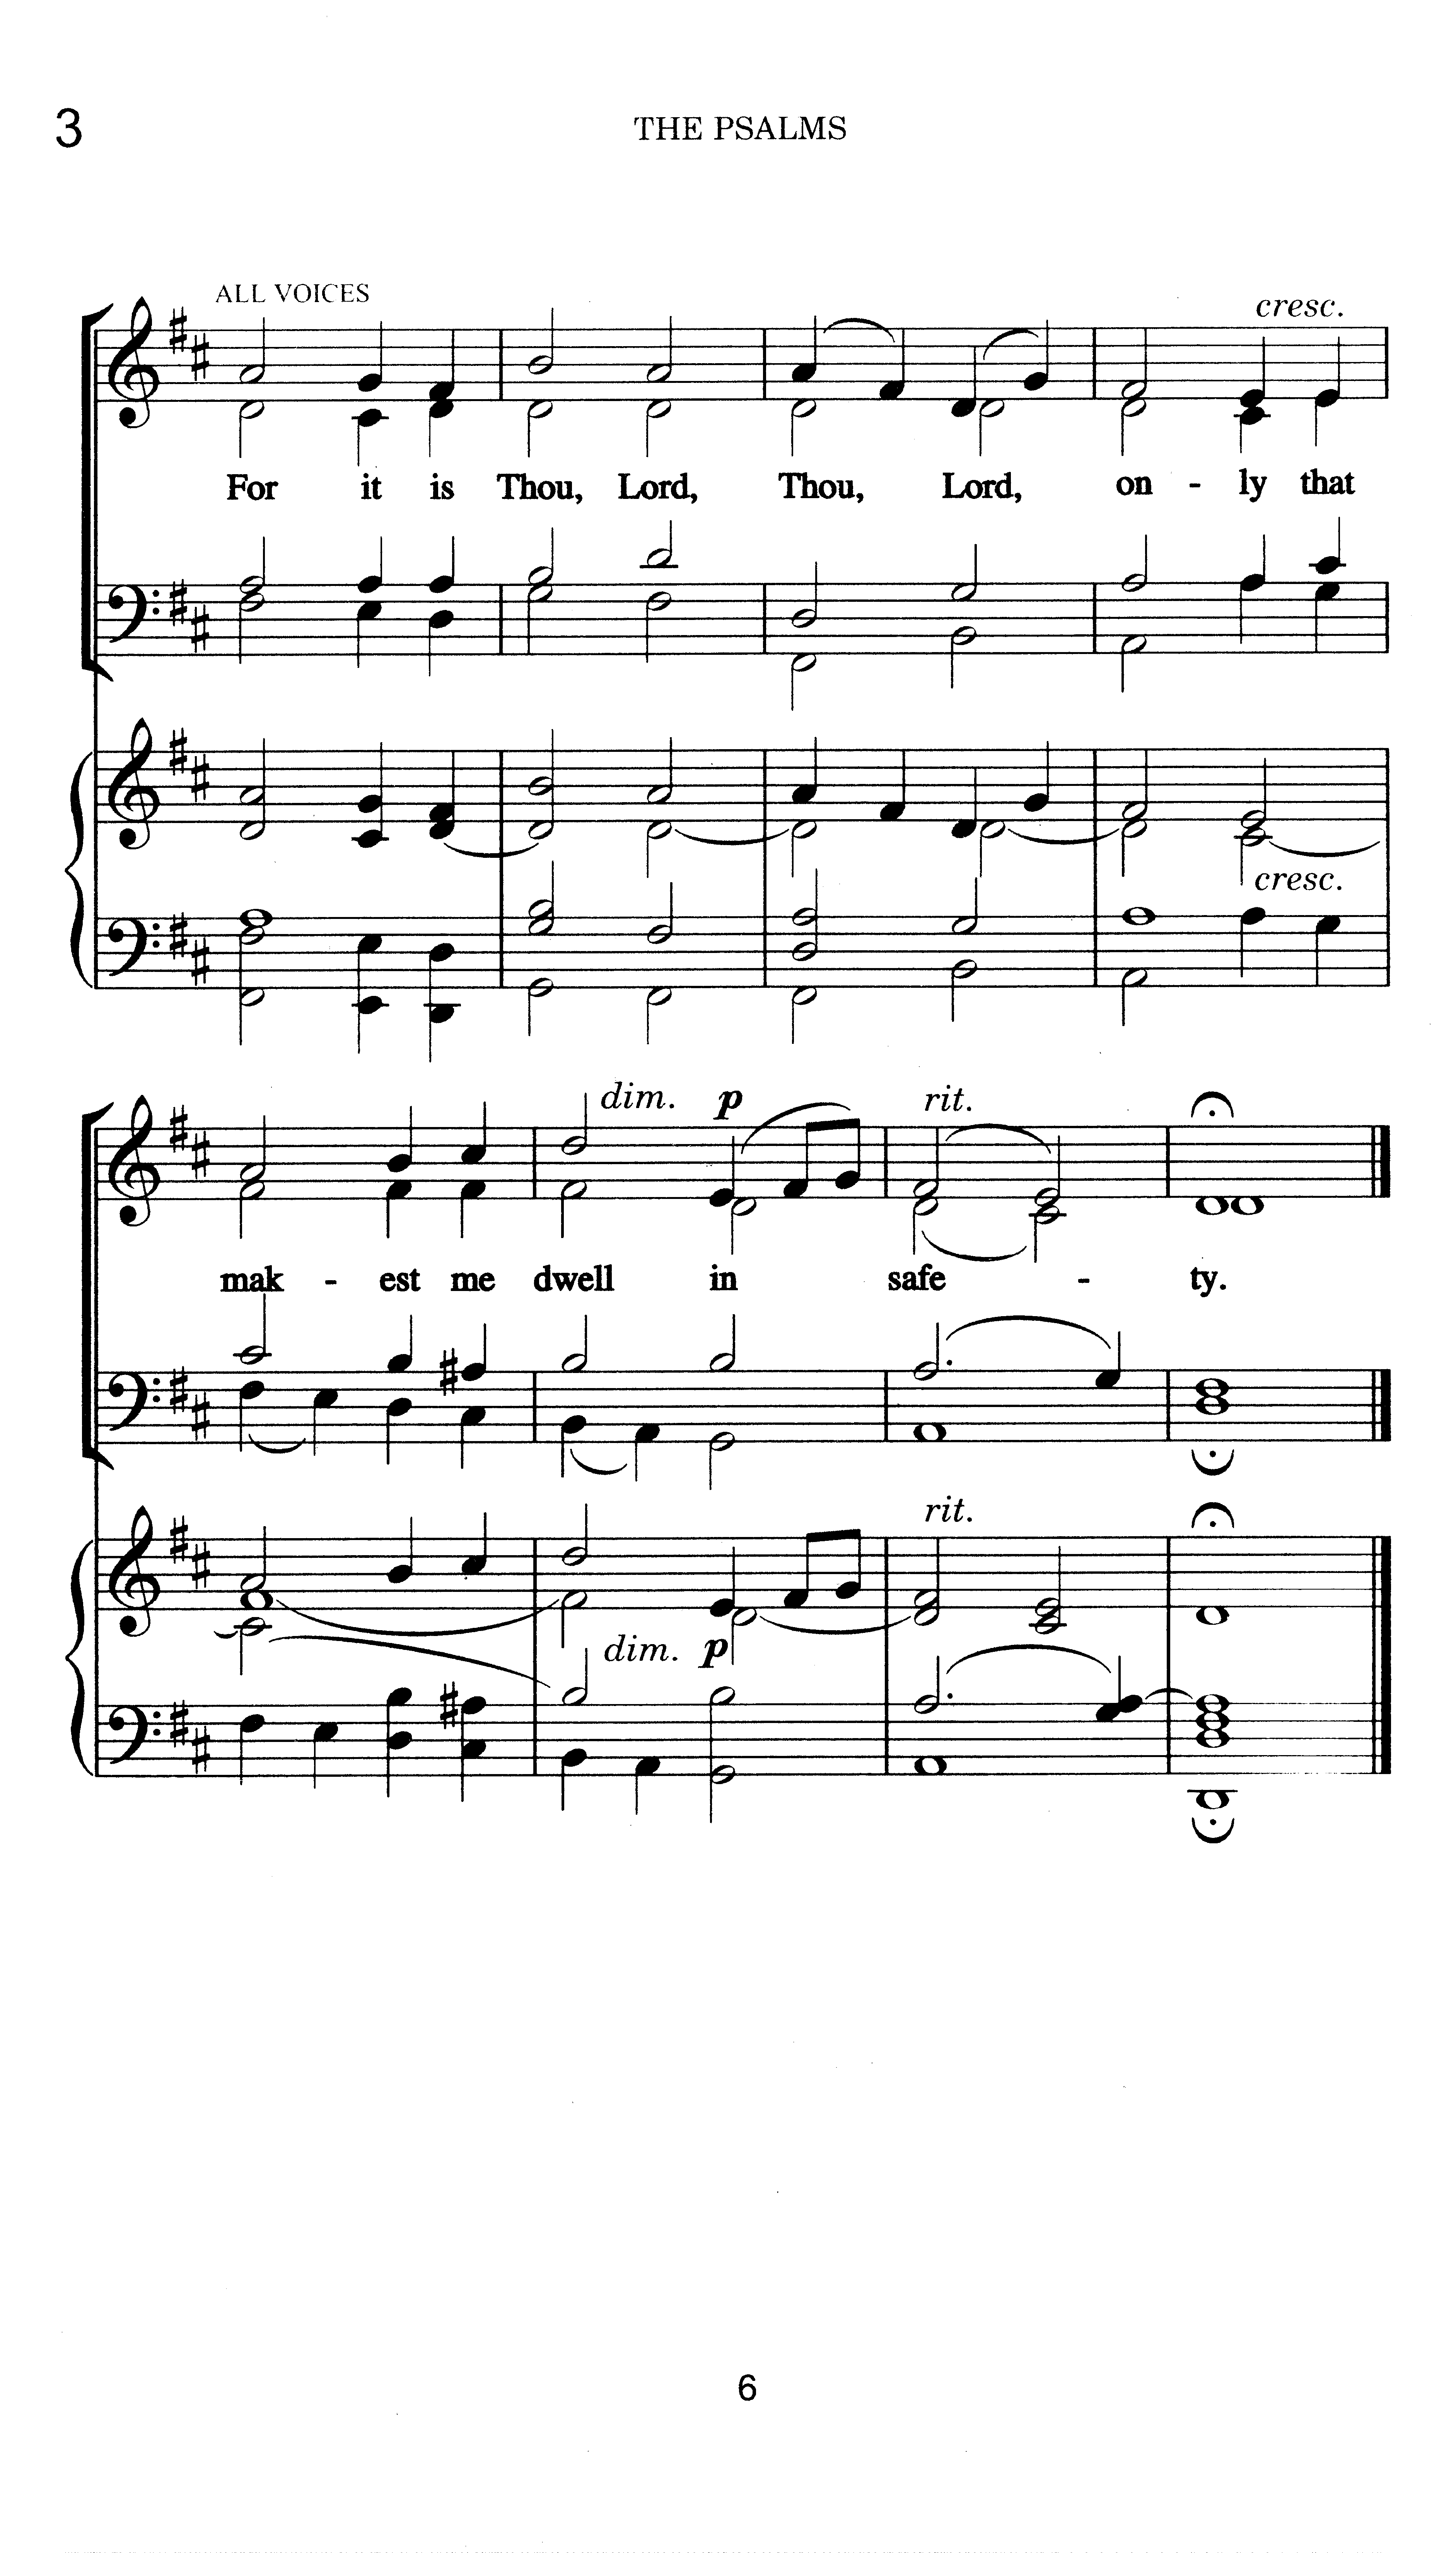 3
THE PSALMS
ALL VOICES
cresc.
For it is Thou, Lord, Thou, Lord, on - ly that
cresc.
dim. p rit.
mak - est me dwell in safe - ty.
rit.
dim. p
6